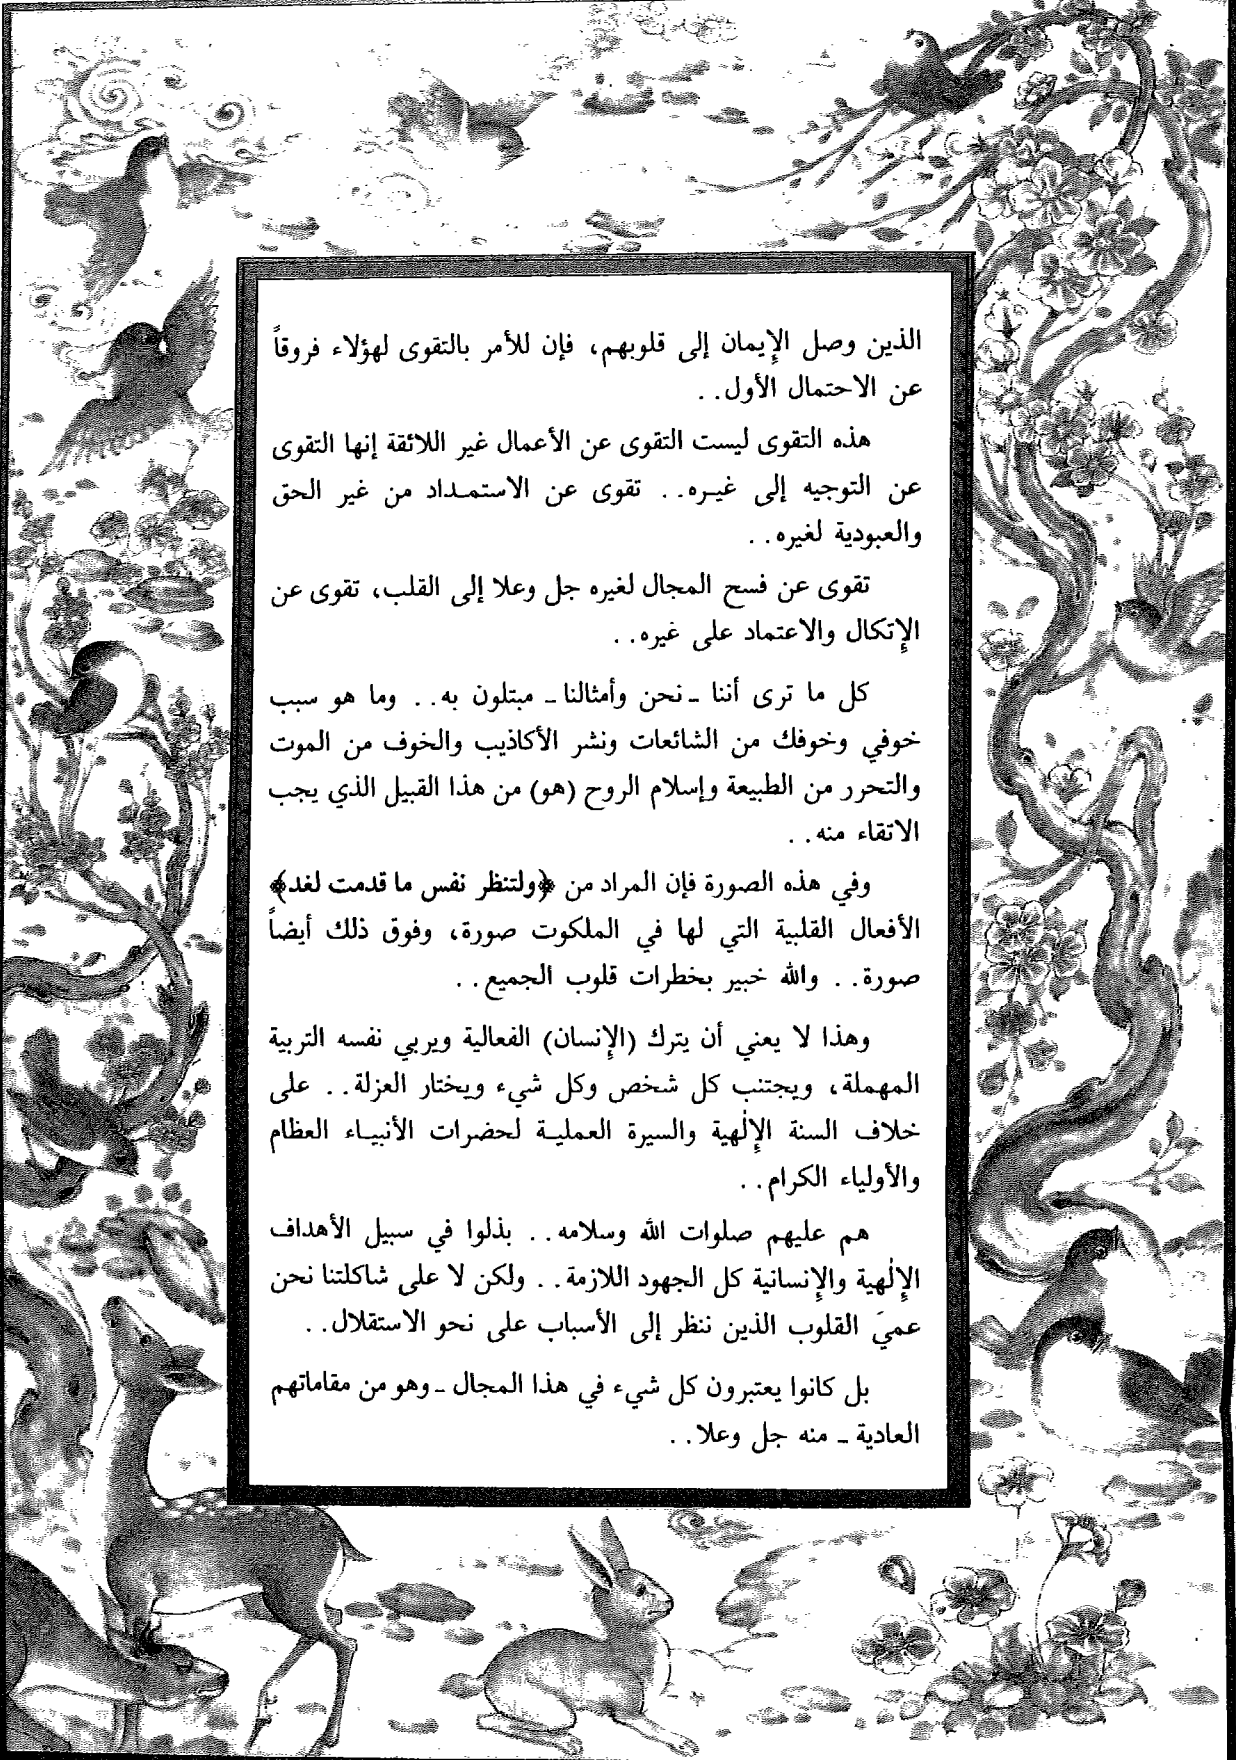 الذين وصل الإيمان إلى قلوبهم، فإن للأمر بالتقوى لهؤلاء فروقاً
عن الاحتمال الأول..
هذه التقوى ليست التقوى عن الأعمال غير اللائقة إنها التقوى
عن التوجيه إلى غيره.. تقوى عن الاستمداد من غير الحق
والعبودية لغيره..
تقوى عن فسح المجال لغيره جل وعلا إلى القلب، تقوى عن
الإتكال والاعتماد على غيره..
كل ما ترى أننا ـ نحن وأمثالنا ـ مبتلون به.. وما هو سبب
خوفي وخوفك من الشائعات ونشر الأكاذيب والخوف من الموت
والتحرر من الطبيعة وإسلام الروح (هو) من هذا القبيل الذي يجب
الاتقاء منه..
وفي هذه الصورة فإن المراد من ﴿ولتنظر نفس ما قدمت لغد﴾
الأفعال القلبية التي لها في الملكوت صورة، وفوق ذلك أيضاً
صورة.. والله خبير بخطرات قلوب الجميع..
وهذا لا يعني أن يترك (الإنسان) الفعالية ويربي نفسه التربية
المهملة، ويجتنب كل شخص وكل شيء ويختار العزلة.. على
خلاف السنة الإلٰهية والسيرة العملية لحضرات الأنبياء العظام
والأولياء الكرام..
هم عليهم صلوات الله وسلامه.. بذلوا في سبيل الأهداف
الإلٰهية والإنسانية كل الجهود اللازمة.. ولكن لا على شاكلتنا نحن
عميَ القلوب الذين ننظر إلى الأسباب على نحو الاستقلال..
بل كانوا يعتبرون كل شيء في هذا المجال ـ وهو من مقاماتهم
العادية ـ منه جل وعلا..